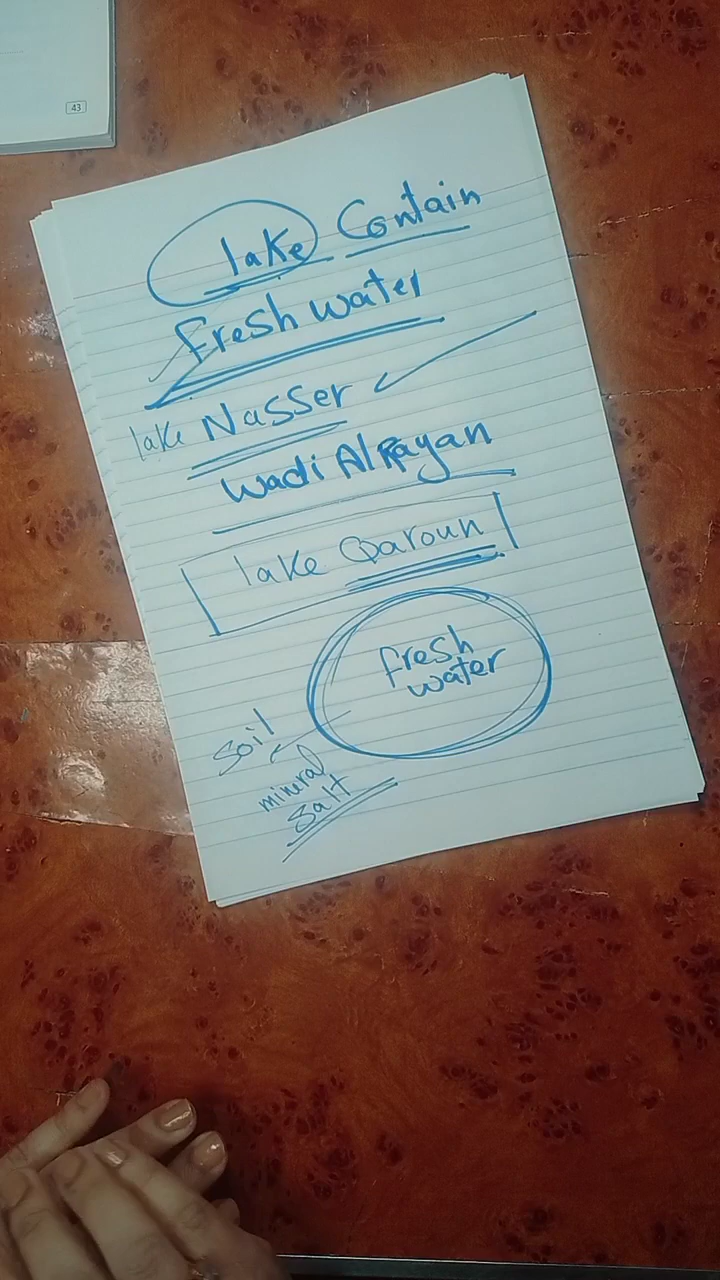 43
lake Contain
fresh water
lake Nasser
Wadi AlRayan
lake Qaroun
fresh
water
soil
mineral
salt